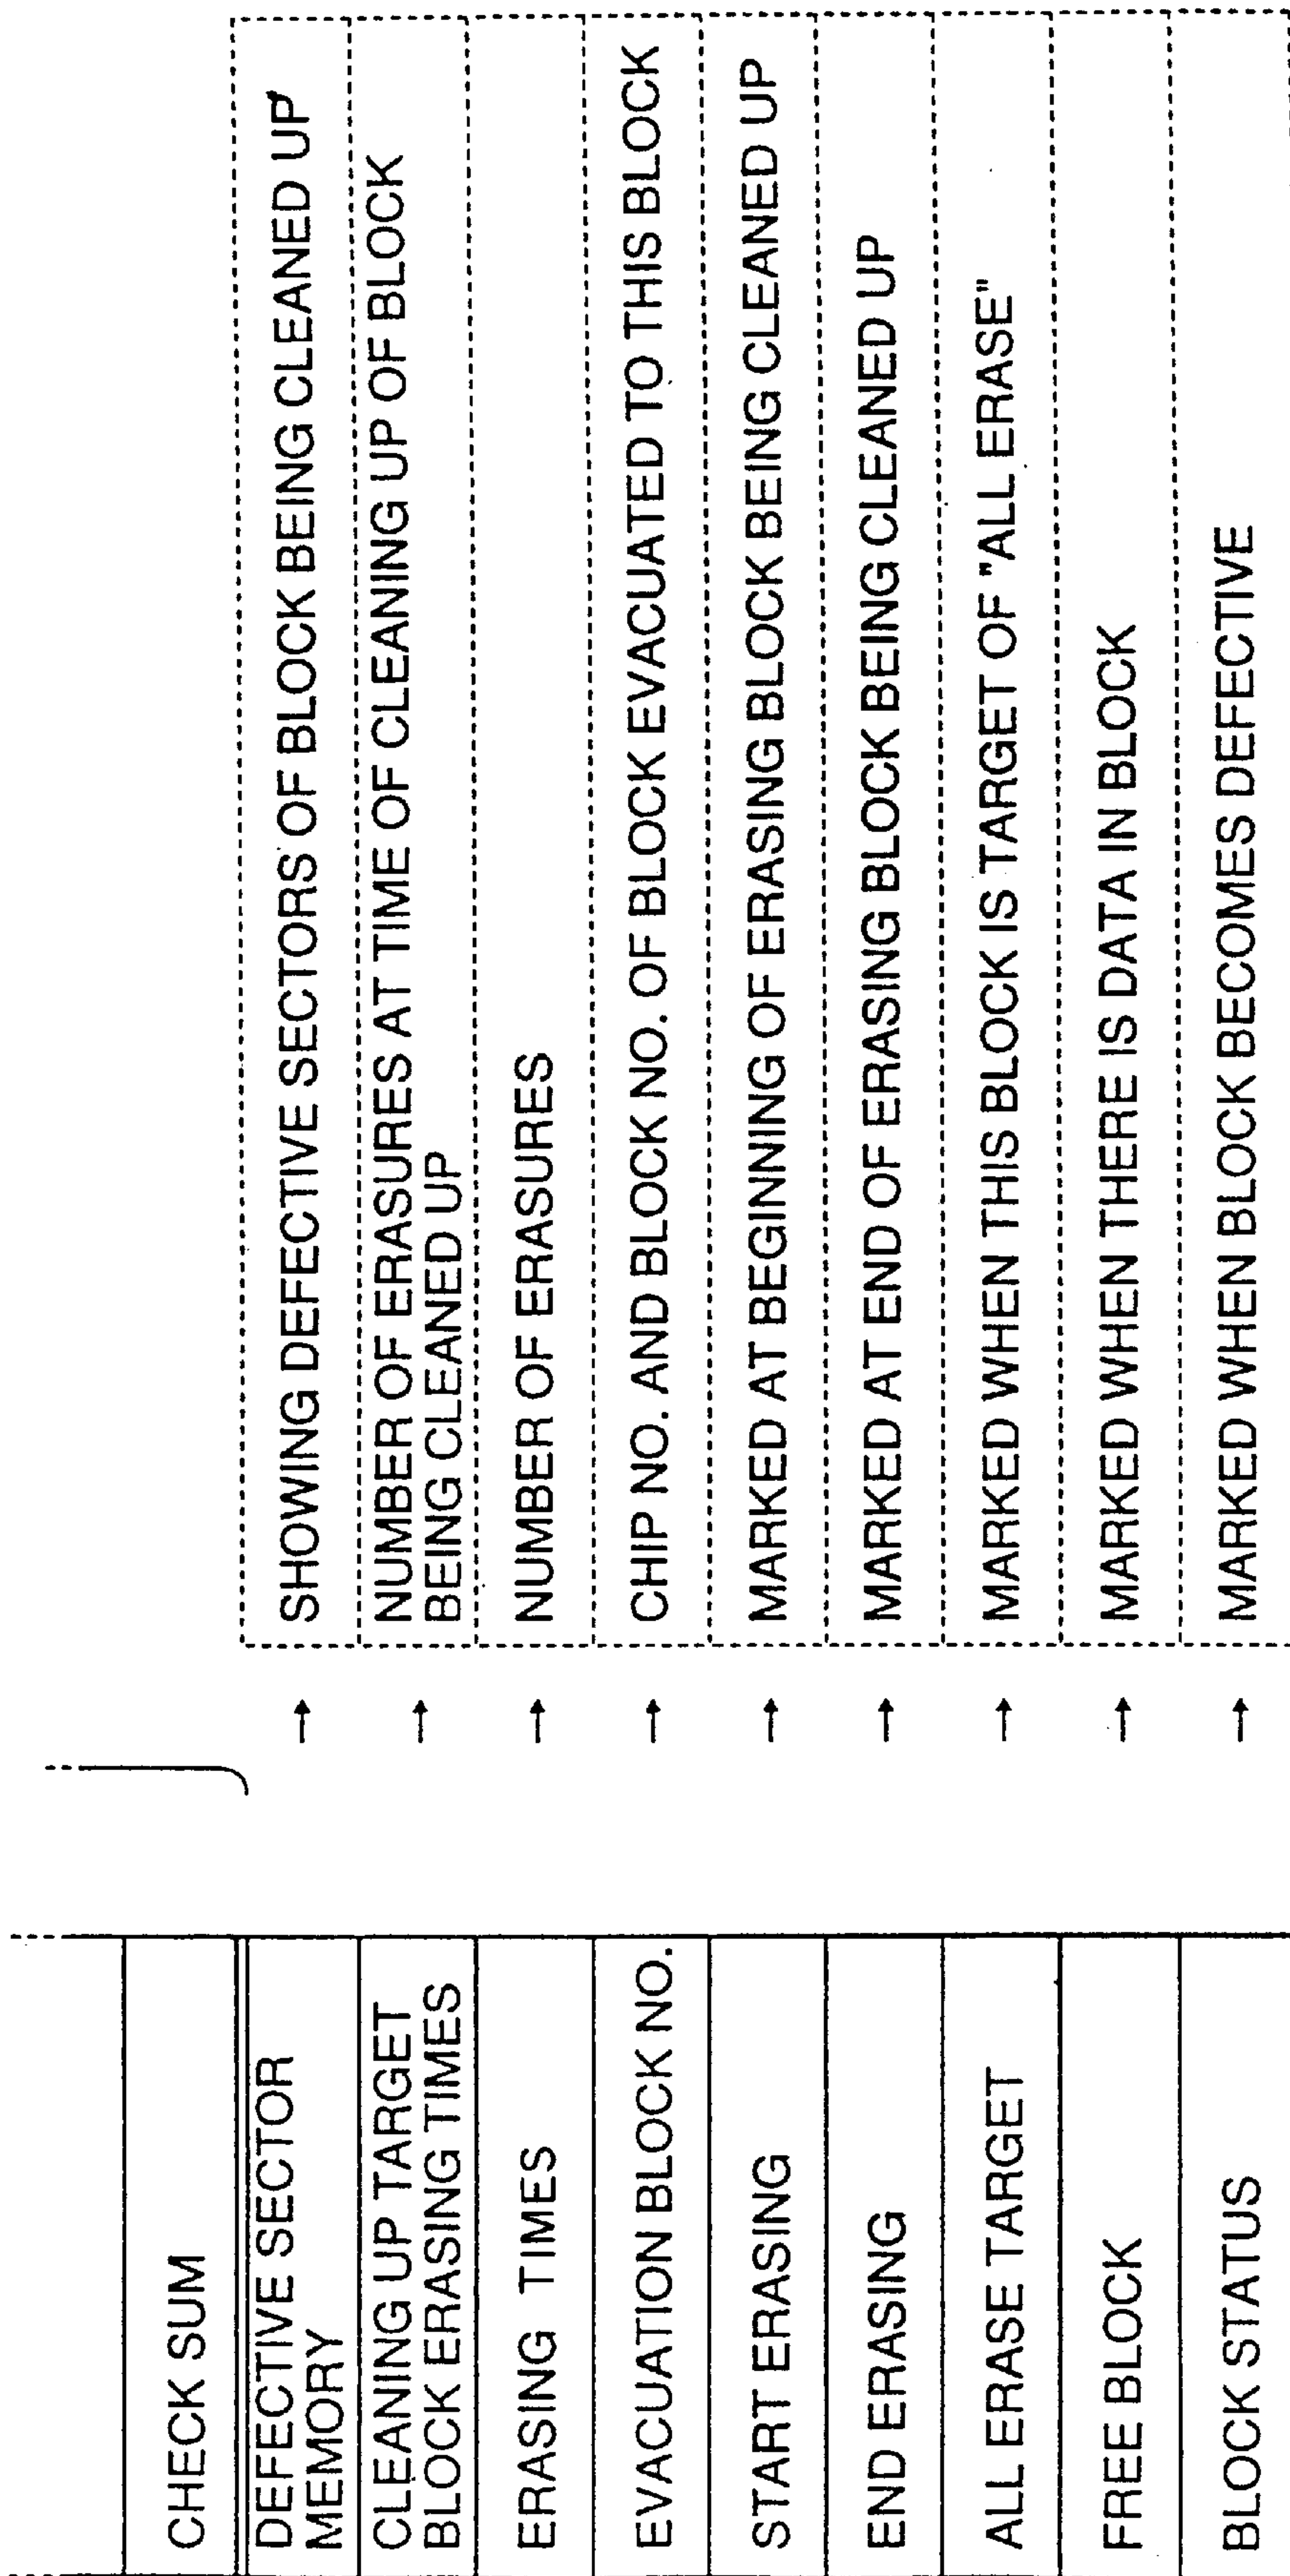 CHECK SUM
DEFECTIVE SECTOR
MEMORY
→ SHOWING DEFECTIVE SECTORS OF BLOCK BEING CLEANED UP
CLEANING UP TARGET
BLOCK ERASING TIMES
→ NUMBER OF ERASURES AT TIME OF CLEANING UP OF BLOCK
BEING CLEANED UP
ERASING TIMES → NUMBER OF ERASURES
EVACUATION BLOCK NO. → CHIP NO. AND BLOCK NO. OF BLOCK EVACUATED TO THIS BLOCK
START ERASING → MARKED AT BEGINNING OF ERASING BLOCK BEING CLEANED UP
END ERASING → MARKED AT END OF ERASING BLOCK BEING CLEANED UP
ALL ERASE TARGET → MARKED WHEN THIS BLOCK IS TARGET OF "ALL ERASE"
FREE BLOCK → MARKED WHEN THERE IS DATA IN BLOCK
BLOCK STATUS → MARKED WHEN BLOCK BECOMES DEFECTIVE